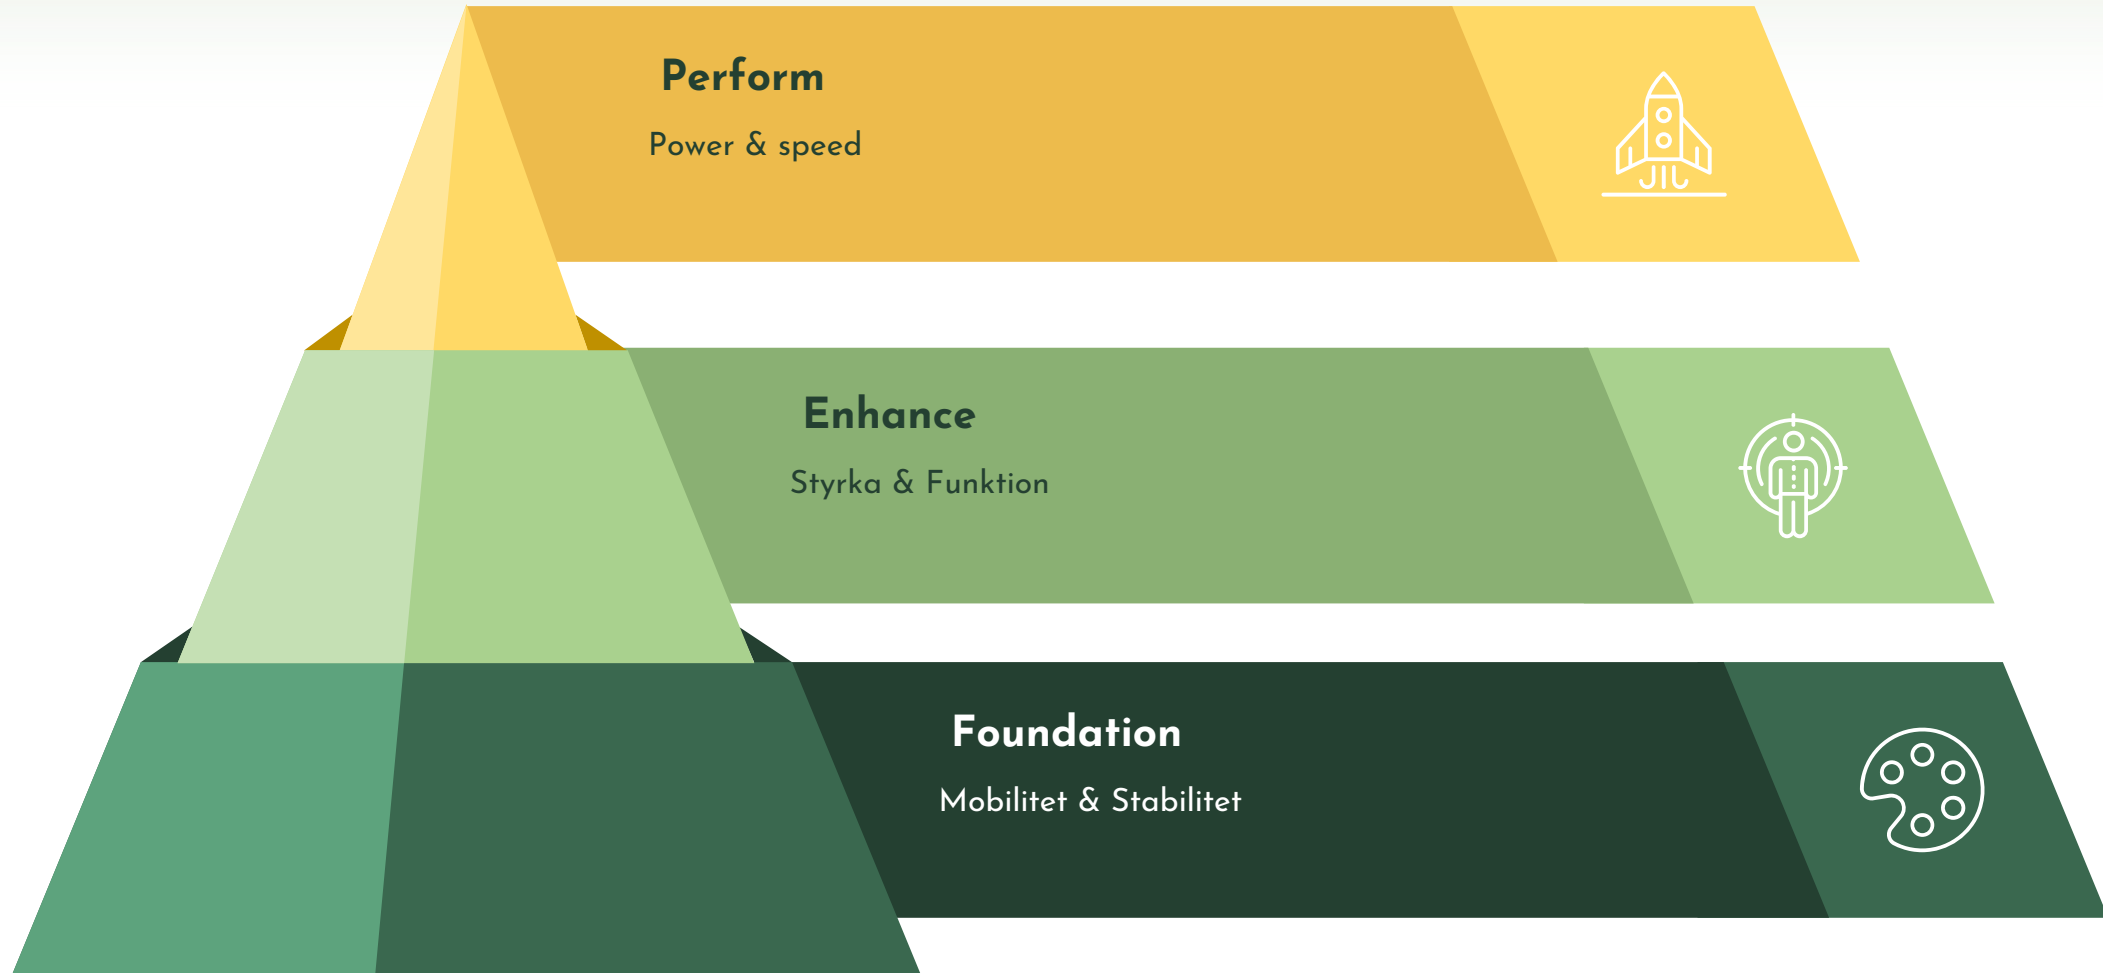 Perform
Power & speed
Enhance
Styrka & Funktion
Foundation
Mobilitet & Stabilitet